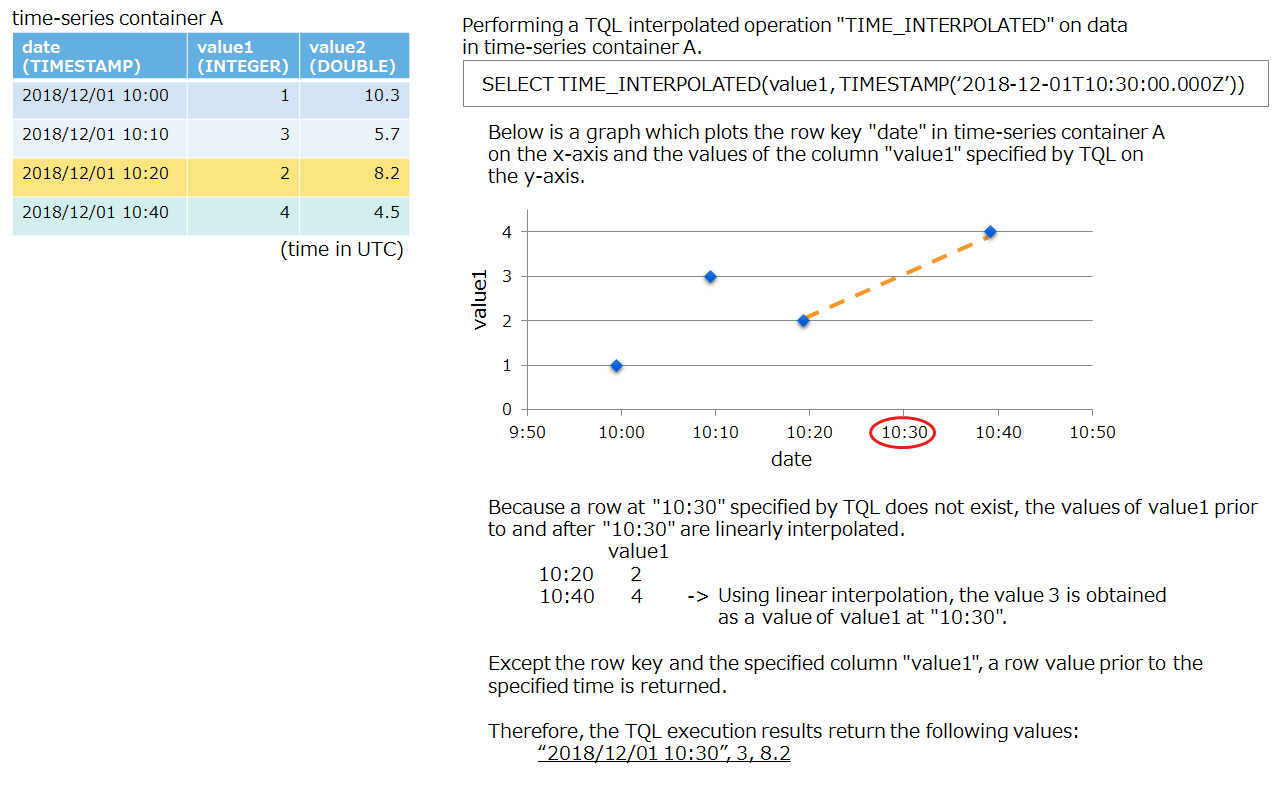 time-series container A
date value1 value2
(TIMESTAMP) (INTEGER) (DOUBLE)
2018/12/01 10:00 1 10.3
2018/12/01 10:10 3 5.7
2018/12/01 10:20 2 8.2
2018/12/01 10:40 4 4.5
(time in UTC)
Performing a TQL interpolated operation "TIME_INTERPOLATED" on data
in time-series container A.
SELECT TIME_INTERPOLATED(value1, TIMESTAMP(‘2018-12-01T10:30:00.000Z’))
Below is a graph which plots the row key "date" in time-series container A
on the x-axis and the values of the column "value1" specified by TQL on
the y-axis.
4
3
2
1
0
value1
9:50 10:00 10:10 10:20 10:30 10:40 10:50
date
Because a row at "10:30" specified by TQL does not exist, the values of value1 prior
to and after "10:30" are linearly interpolated.
value1
10:20 2
10:40 4 -> Using linear interpolation, the value 3 is obtained
as a value of value1 at "10:30".
Except the row key and the specified column "value1", a row value prior to the
specified time is returned.
Therefore, the TQL execution results return the following values:
“2018/12/01 10:30”, 3, 8.2